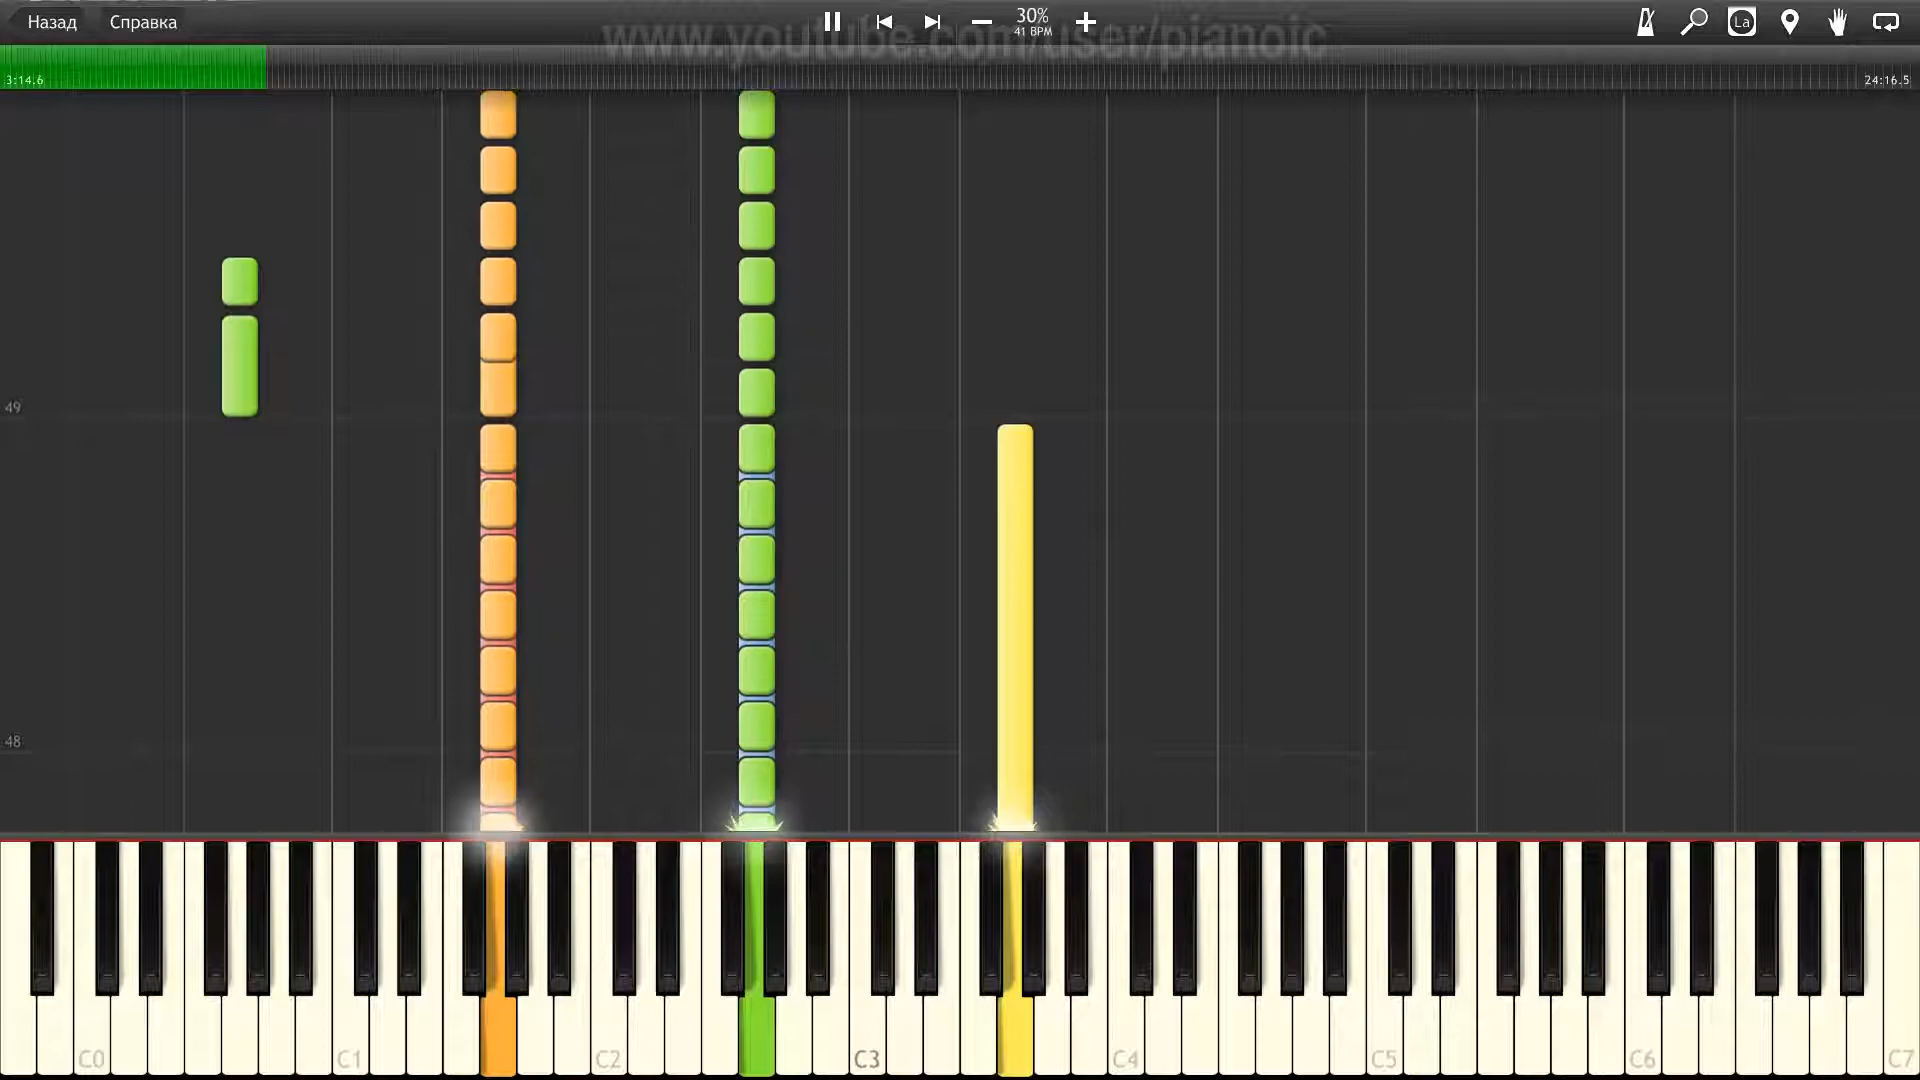 Назад Справка 30% La
41 BPM
www.youtube.com/user/pianoic
3:14.6 24:16.5
49
48
C0 C1 C2 C3 C4 C5 C6 C7